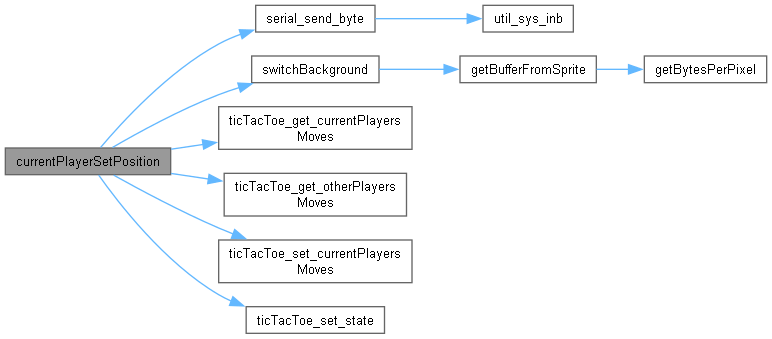 serial_send_byte
util_sys_inb
switchBackground
getBufferFromSprite
getBytesPerPixel
ticTacToe_get_currentPlayers
Moves
currentPlayerSetPosition
ticTacToe_get_otherPlayers
Moves
ticTacToe_set_currentPlayers
Moves
ticTacToe_set_state